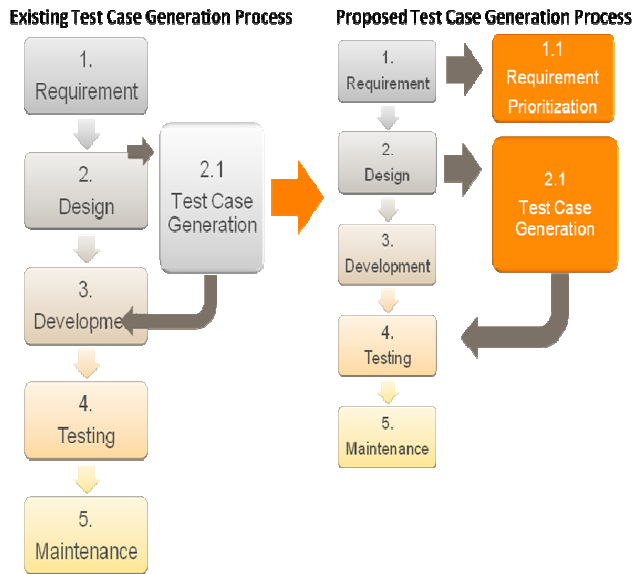 Existing Test Case Generation Process
1.
Requirement
2.
Design
2.1
Test Case
Generation
3.
Developme
4.
Testing
5.
Maintenance
Proposed Test Case Generation Process
1.
Requirement
1.1
Requirement
Prioritization
2.
Design
2.1
Test Case
Generation
3.
Development
4.
Testing
5.
Maintenance